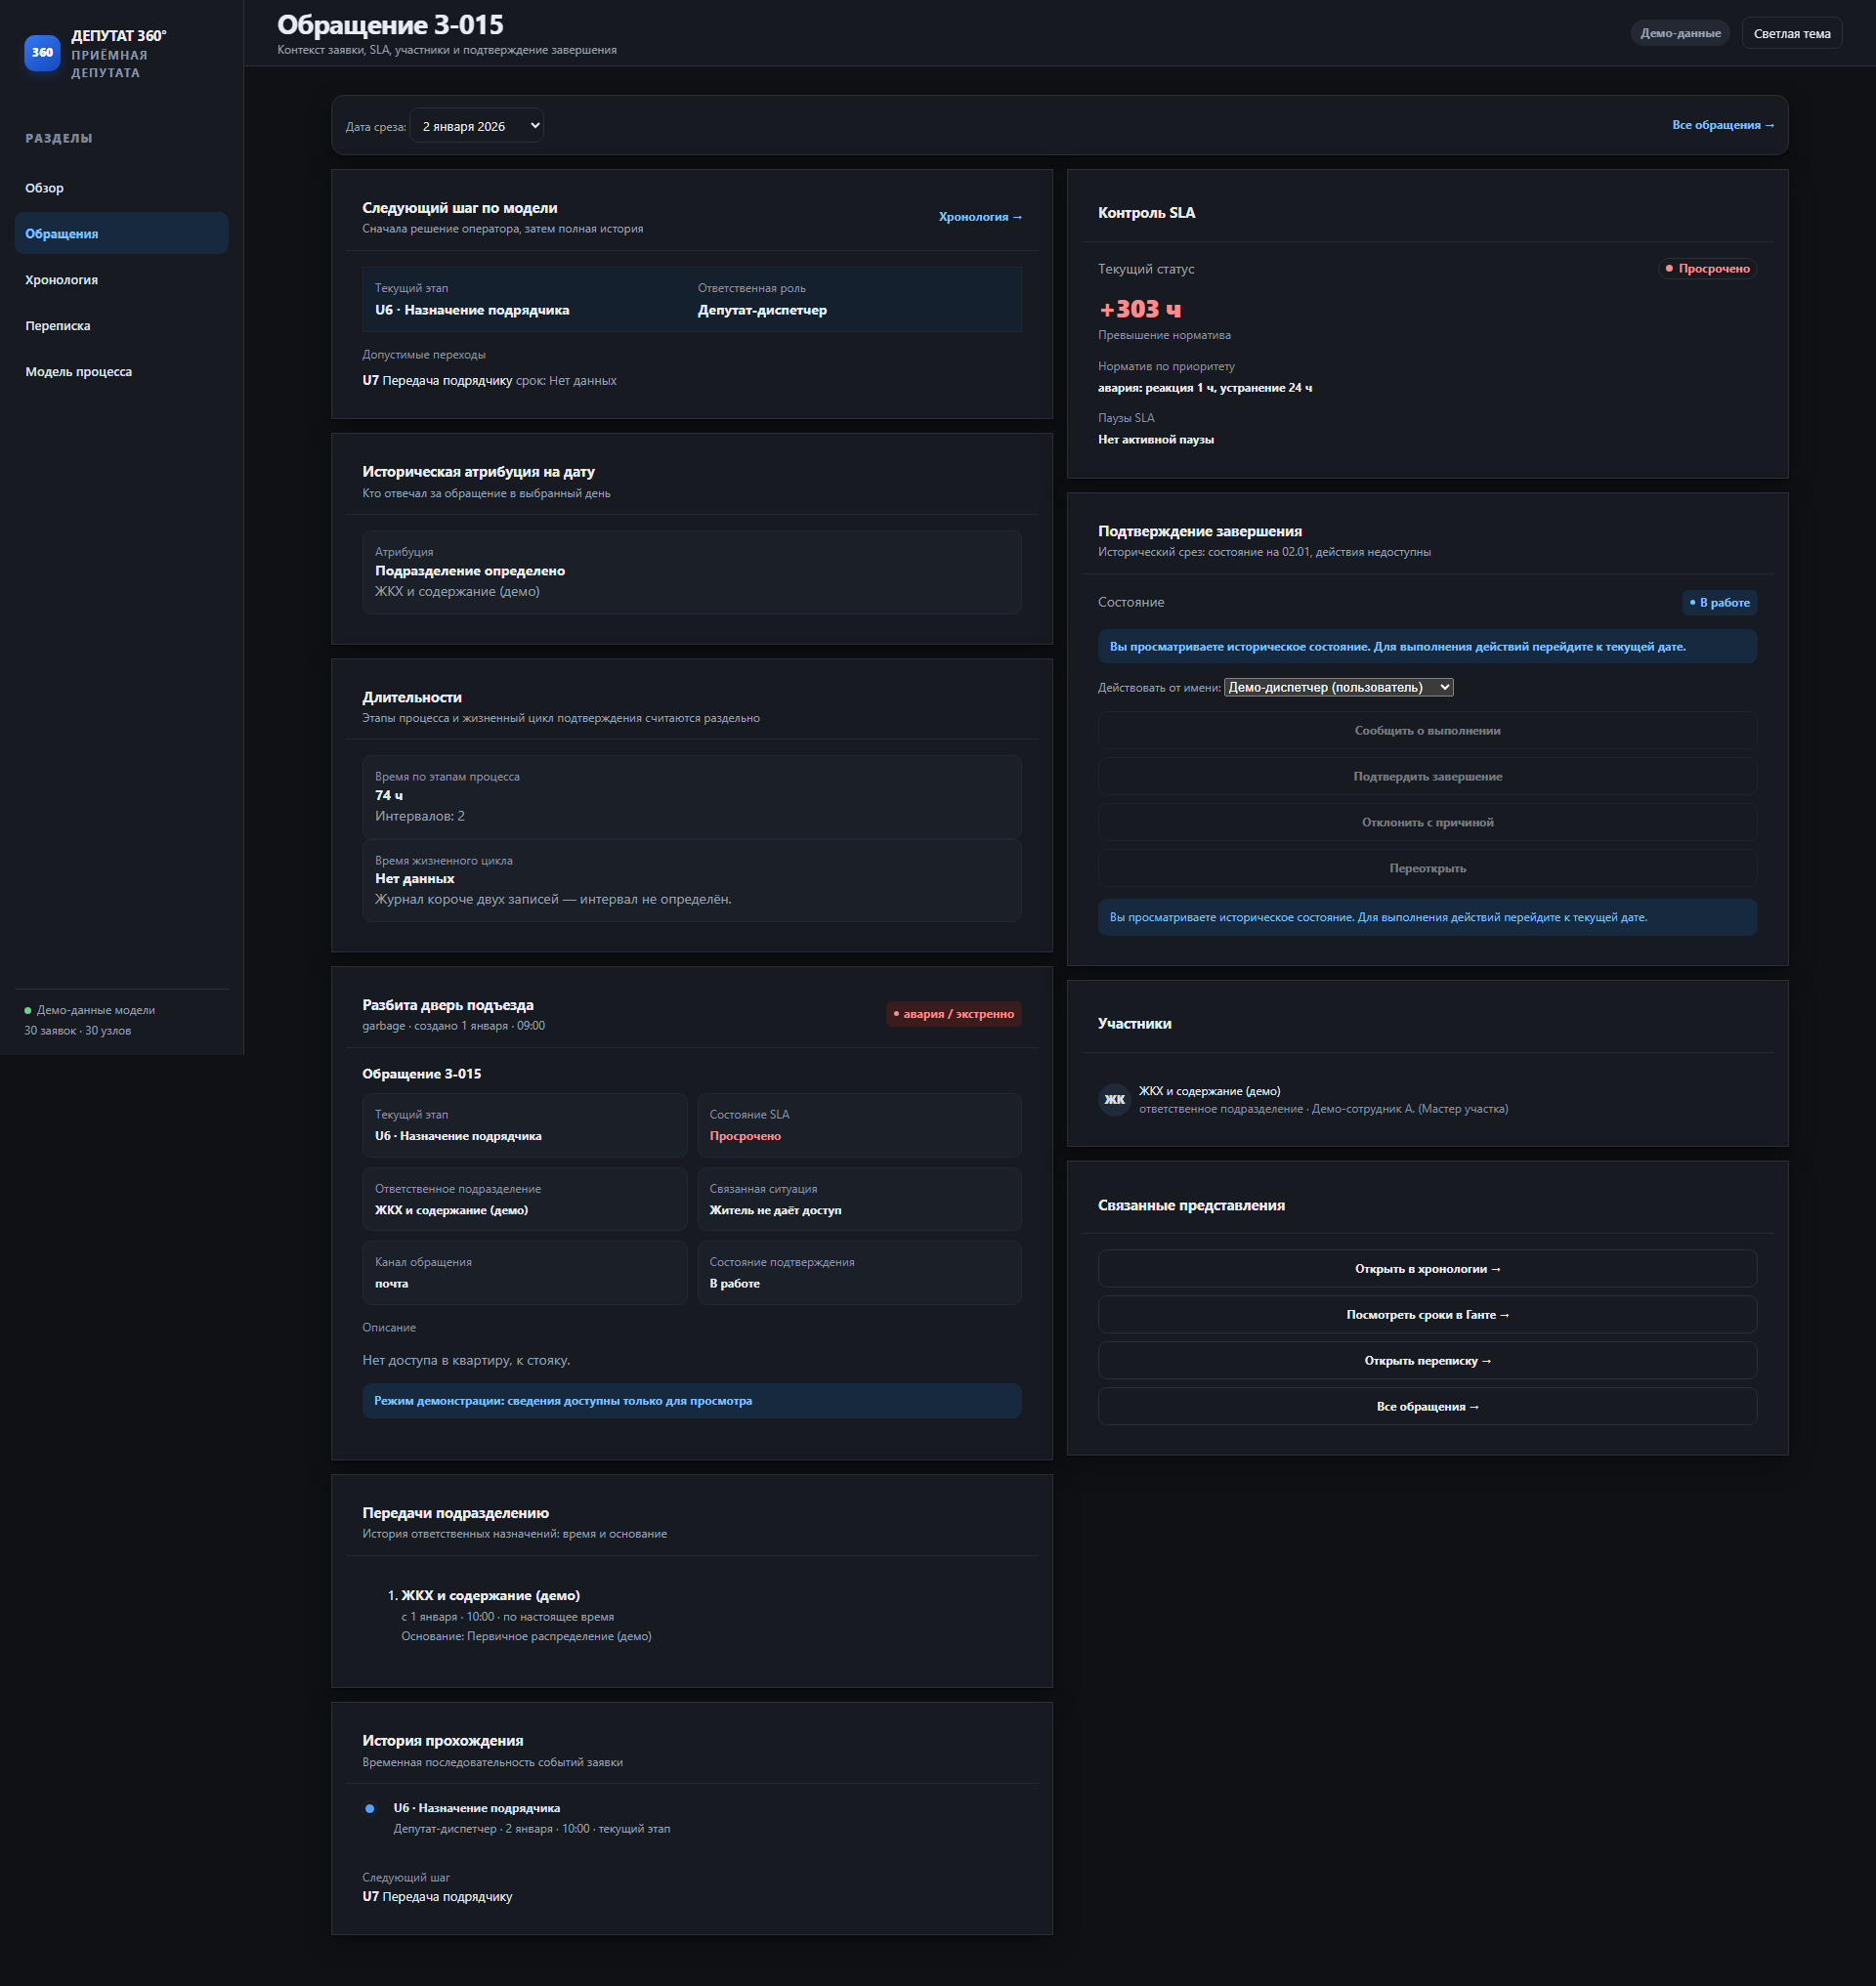 360
ДЕПУТАТ 360°
ПРИЁМНАЯ
ДЕПУТАТА
РАЗДЕЛЫ
Обзор
Обращения
Хронология
Переписка
Модель процесса
Демо-данные модели
30 заявок · 30 узлов
Обращение З-015
Контекст заявки, SLA, участники и подтверждение завершения
Демо-данные
Светлая тема
Дата среза: 2 января 2026
Все обращения →
Следующий шаг по модели
Сначала решение оператора, затем полная история
Хронология →
Текущий этап
U6 · Назначение подрядчика
Ответственная роль
Депутат-диспетчер
Допустимые переходы
U7 Передача подрядчику срок: Нет данных
Историческая атрибуция на дату
Кто отвечал за обращение в выбранный день
Атрибуция
Подразделение определено
ЖКХ и содержание (демо)
Длительности
Этапы процесса и жизненный цикл подтверждения считаются раздельно
Время по этапам процесса
74 ч
Интервалов: 2
Время жизненного цикла
Нет данных
Журнал короче двух записей — интервал не определён.
Разбита дверь подъезда
garbage · создано 1 января · 09:00
авария / экстренно
Обращение З-015
Текущий этап
U6 · Назначение подрядчика
Состояние SLA
Просрочено
Ответственное подразделение
ЖКХ и содержание (демо)
Связанная ситуация
Житель не даёт доступ
Канал обращения
почта
Состояние подтверждения
В работе
Описание
Нет доступа в квартиру, к стояку.
Режим демонстрации: сведения доступны только для просмотра
Передачи подразделению
История ответственных назначений: время и основание
1. ЖКХ и содержание (демо)
с 1 января · 10:00 · по настоящее время
Основание: Первичное распределение (демо)
История прохождения
Временная последовательность событий заявки
U6 · Назначение подрядчика
Депутат-диспетчер · 2 января · 10:00 · текущий этап
Следующий шаг
U7 Передача подрядчику
Контроль SLA
Текущий статус
Просрочено
+303 ч
Превышение норматива
Норматив по приоритету
авария: реакция 1 ч, устранение 24 ч
Паузы SLA
Нет активной паузы
Подтверждение завершения
Исторический срез: состояние на 02.01, действия недоступны
Состояние
В работе
Вы просматриваете историческое состояние. Для выполнения действий перейдите к текущей дате.
Действовать от имени: Демо-диспетчер (пользователь)
Сообщить о выполнении
Подтвердить завершение
Отклонить с причиной
Переоткрыть
Вы просматриваете историческое состояние. Для выполнения действий перейдите к текущей дате.
Участники
ЖК
ЖКХ и содержание (демо)
ответственное подразделение · Демо-сотрудник А. (Мастер участка)
Связанные представления
Открыть в хронологии →
Посмотреть сроки в Ганте →
Открыть переписку →
Все обращения →